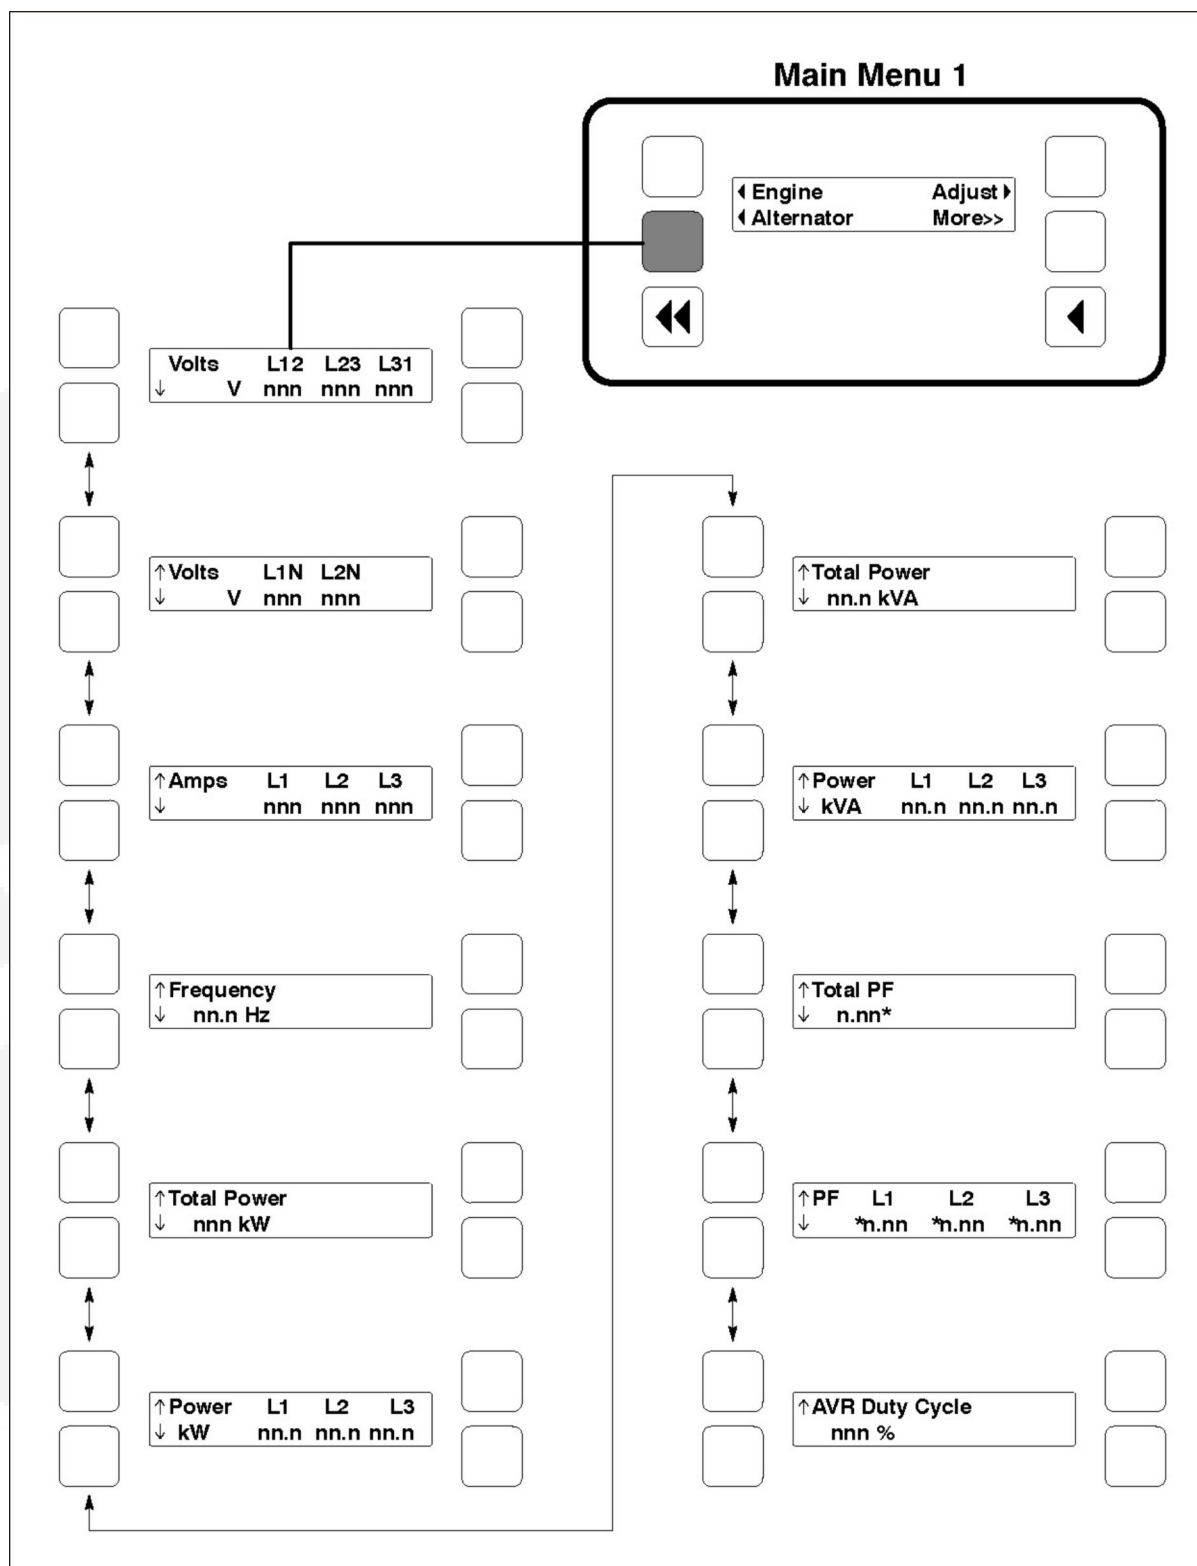 Main Menu 1
◀ Engine Adjust ▶
◀ Alternator More>>
Volts L12 L23 L31
↓ V nnn nnn nnn
↑ Volts L1N L2N
↓ V nnn nnn
↑ Amps L1 L2 L3
↓ nnn nnn nnn
↑ Frequency
↓ nn.n Hz
↑ Total Power
↓ nnn kW
↑ Power L1 L2 L3
↓ kW nn.n nn.n nn.n
↑ Total Power
↓ nn.n kVA
↑ Power L1 L2 L3
↓ kVA nn.n nn.n nn.n
↑ Total PF
↓ n.nn*
↑ PF L1 L2 L3
↓ *n.nn *n.nn *n.nn
↑ AVR Duty Cycle
nnn %